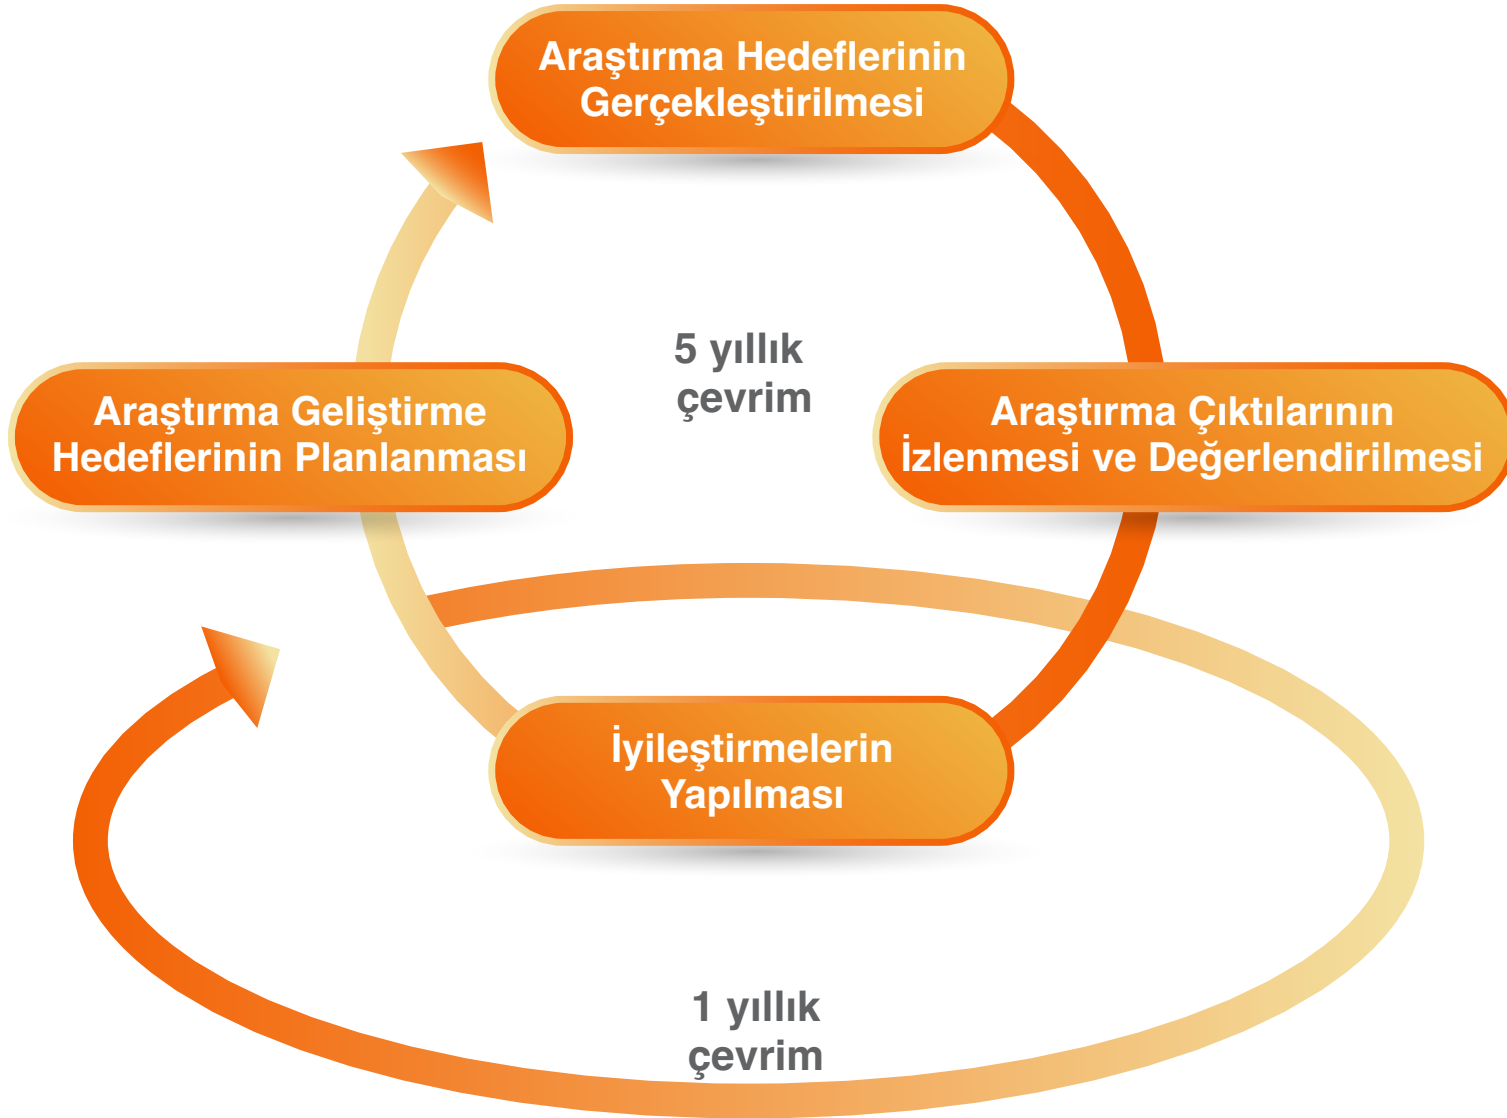 Araştırma Hedeflerinin
Gerçekleştirilmesi
5 yıllık
çevrim
Araştırma Geliştirme
Hedeflerinin Planlanması
Araştırma Çıktılarının
İzlenmesi ve Değerlendirilmesi
İyileştirmelerin
Yapılması
1 yıllık
çevrim